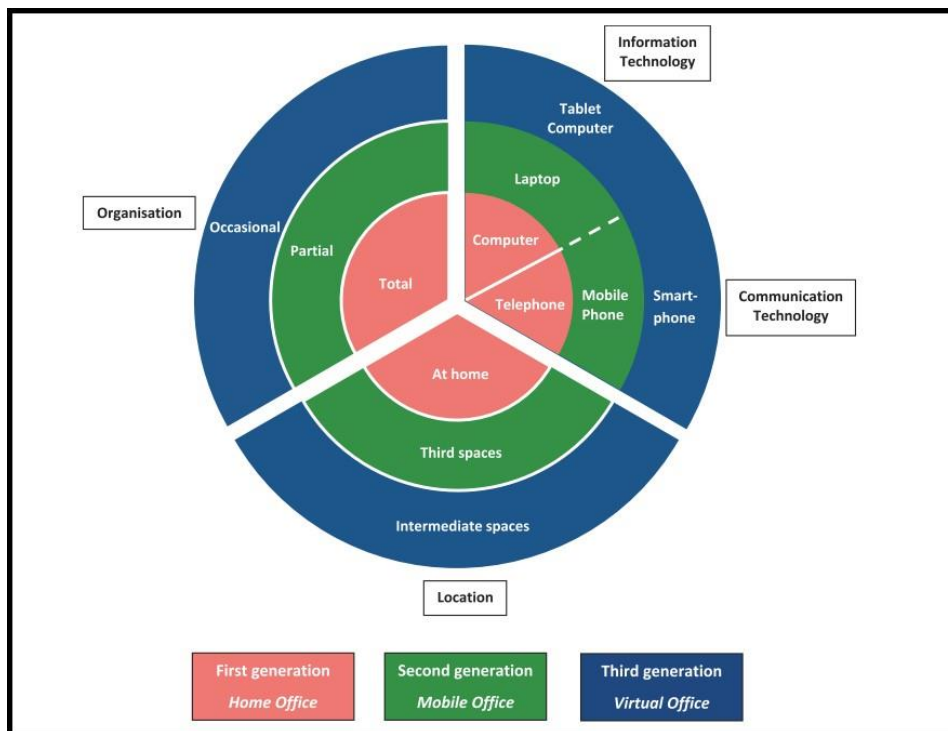 Information
Technology
Tablet
Computer
Laptop
Organisation
Occasional
Partial
Computer
Total
Telephone
Mobile
Phone
Smart-
phone
Communication
Technology
At home
Third spaces
Intermediate spaces
Location
First generation
Home Office
Second generation
Mobile Office
Third generation
Virtual Office